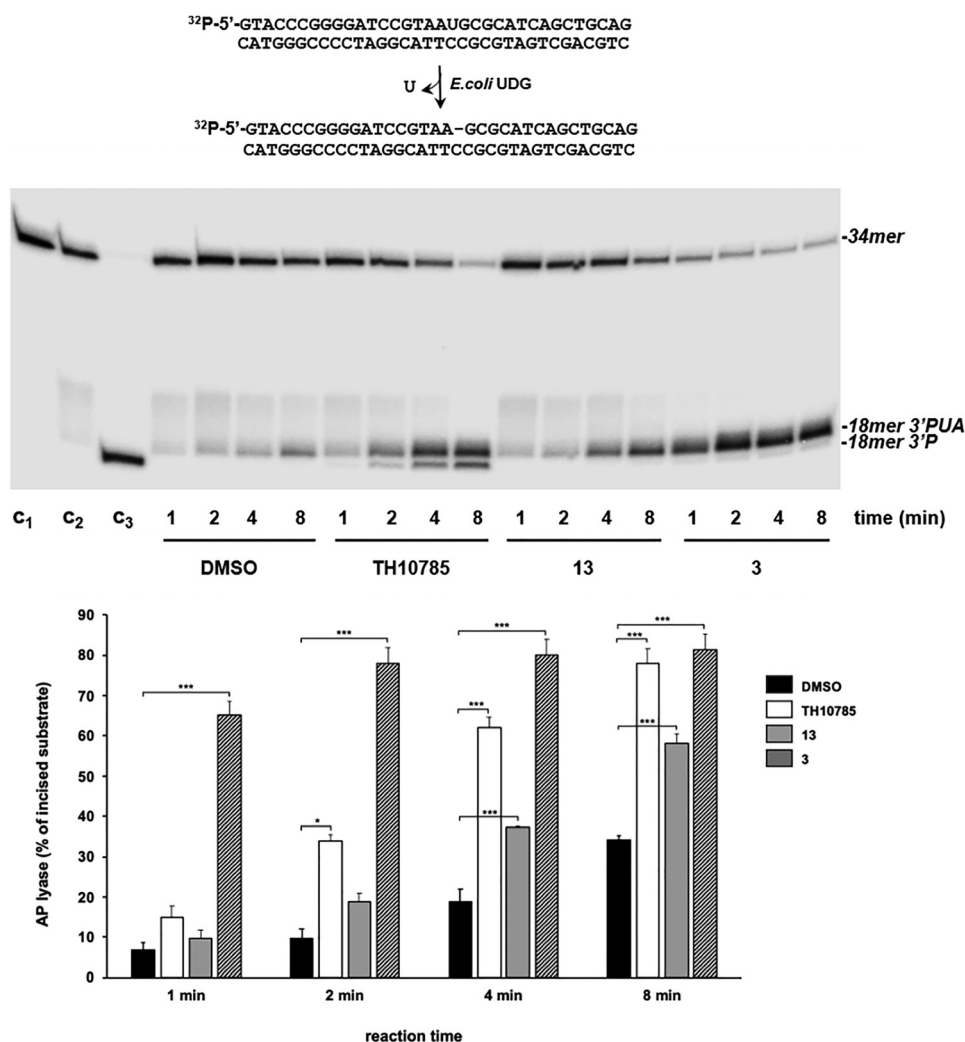 32P-5'-GTACCCGGGGATCCGTAAUGCGCATCAGCTGCAG
CATGGGCCCCTAGGCATTCCGCGTAGTCGACGTC
U E.coli UDG
32P-5'-GTACCCGGGGATCCGTAA-GCGCATCAGCTGCAG
CATGGGCCCCTAGGCATTCCGCGTAGTCGACGTC
-34mer
-18mer 3'PUA
-18mer 3'P
C1 C2 C3 1 2 4 8 1 2 4 8 1 2 4 8 1 2 4 8 time (min)
DMSO TH10785 13 3
90
80
70
60
50
40
30
20
10
0
AP lyase (% of incised substrate)
***
***
*
***
***
***
***
***
***
DMSO
TH10785
13
3
1 min 2 min 4 min 8 min
reaction time